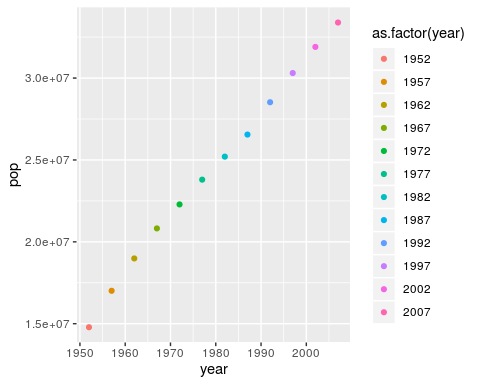 pop
3.0e+07
2.5e+07
2.0e+07
1.5e+07
1950 1960 1970 1980 1990 2000
year
as.factor(year)
1952
1957
1962
1967
1972
1977
1982
1987
1992
1997
2002
2007